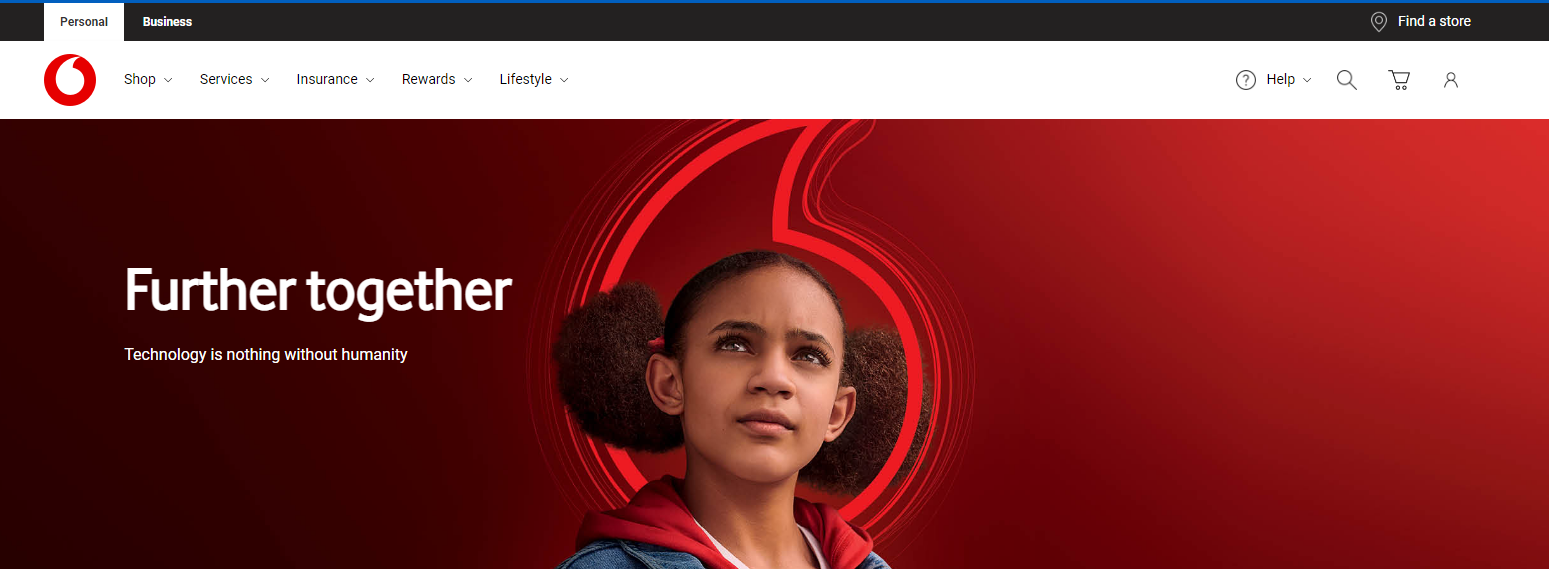 Personal Business Find a store
Shop Services Insurance Rewards Lifestyle ? Help
Further together
Technology is nothing without humanity